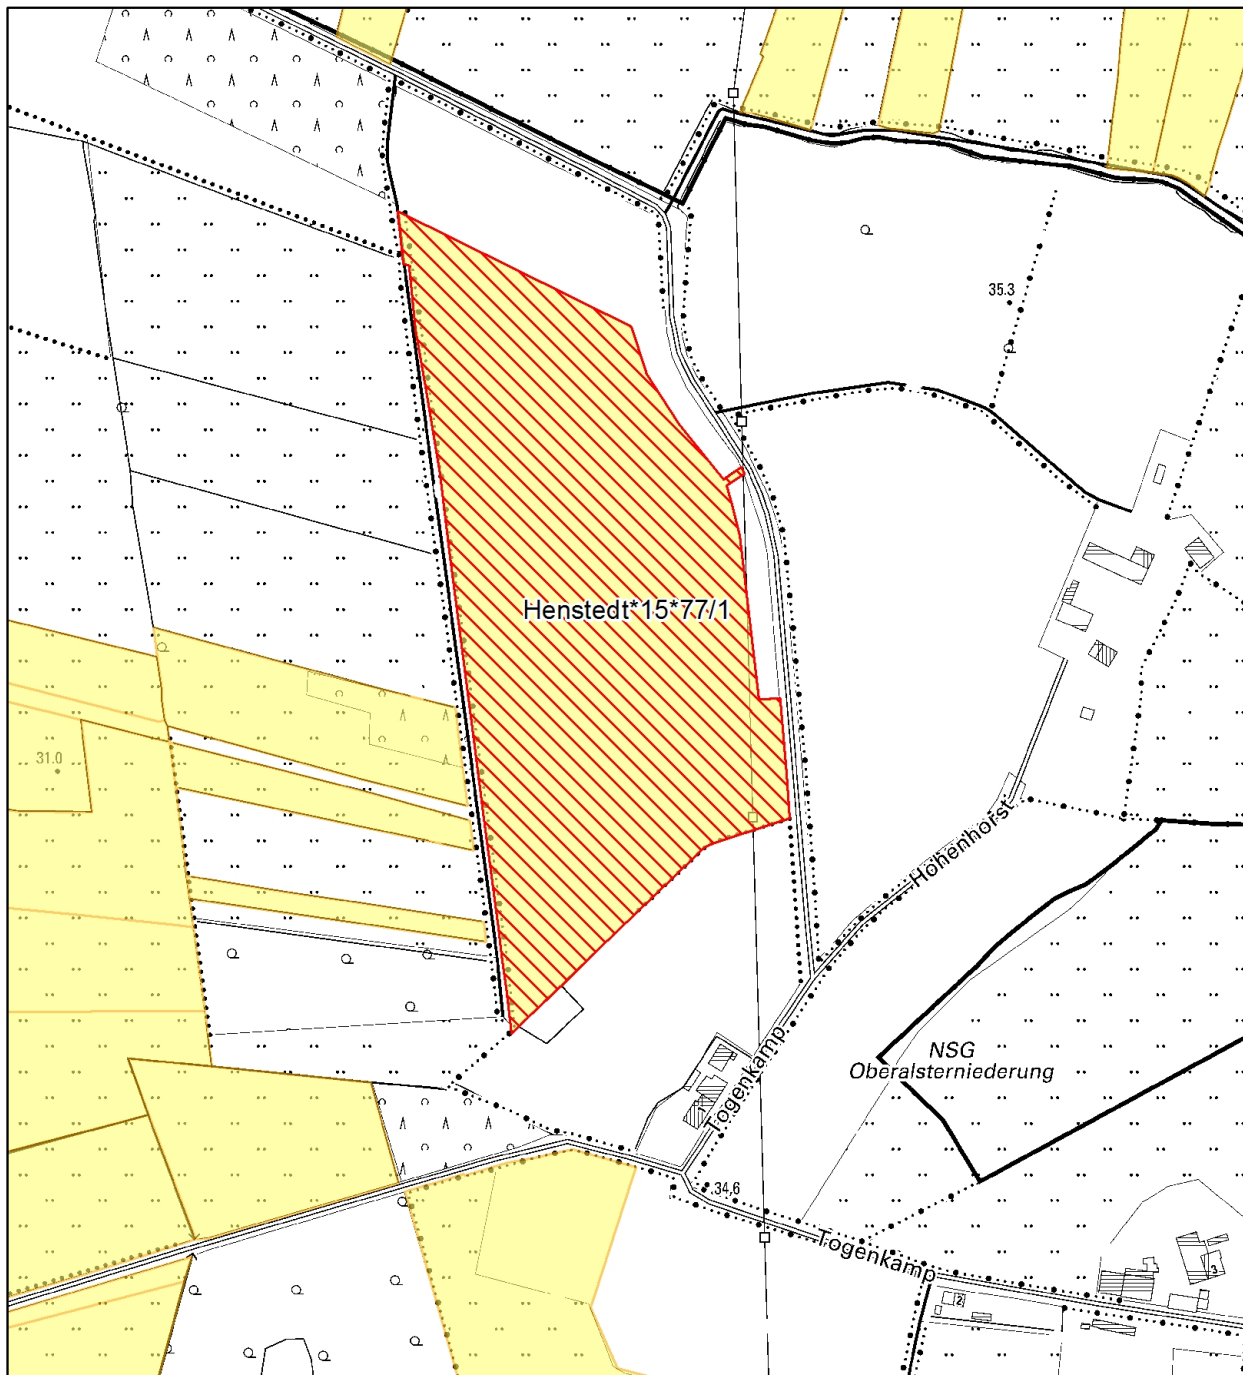 35.3
Henstedt*15*77/1
31.0
Hohenhorst
NSG
Oberalsterniederung
Togenkamp
34,6
Togenkamp
3
2